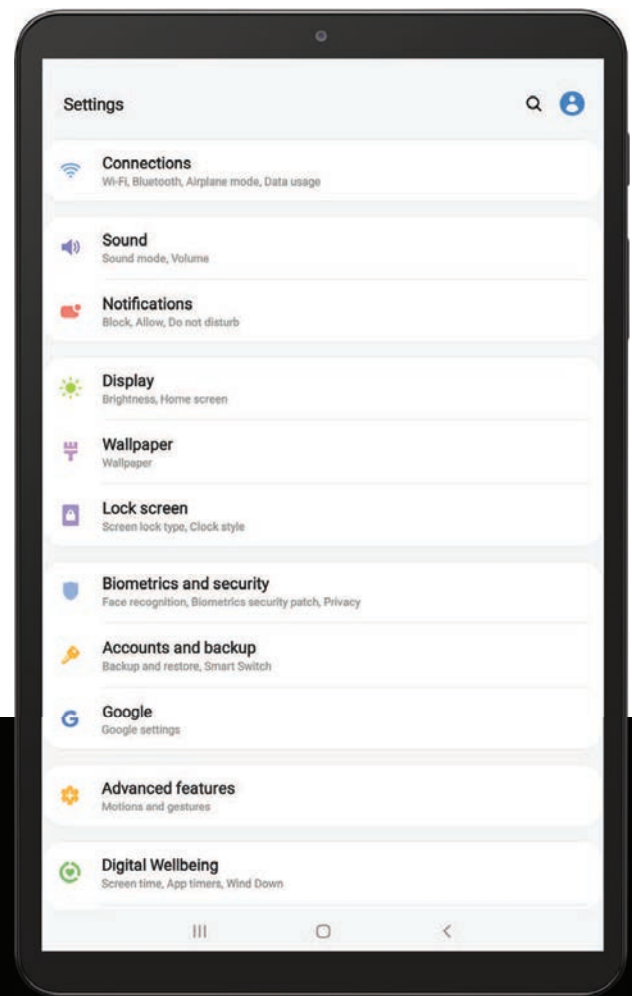 Settings
Connections
Wi-Fi, Bluetooth, Airplane mode, Data usage
Sound
Sound mode, Volume
Notifications
Block, Allow, Do not disturb
Display
Brightness, Home screen
Wallpaper
Wallpaper
Lock screen
Screen lock type, Clock style
Biometrics and security
Face recognition, Biometrics security patch, Privacy
Accounts and backup
Backup and restore, Smart Switch
Google
Google settings
Advanced features
Motions and gestures
Digital Wellbeing
Screen time, App timers, Wind Down